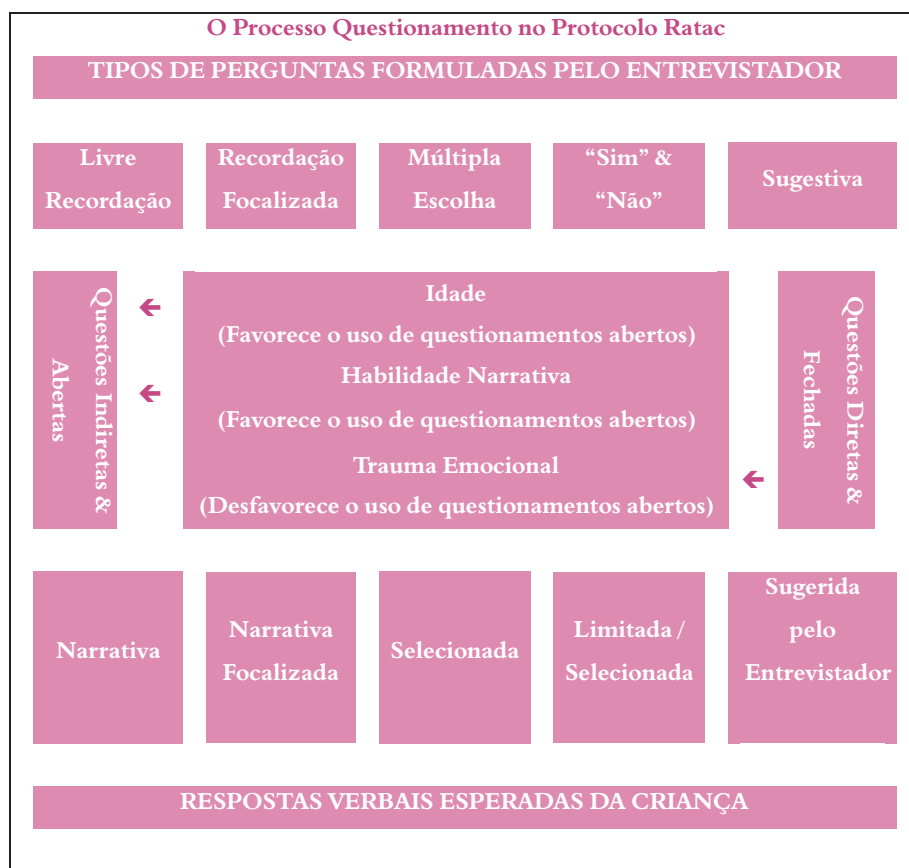 O Processo Questionamento no Protocolo Ratac
TIPOS DE PERGUNTAS FORMULADAS PELO ENTREVISTADOR
Livre
Recordação
Recordação
Focalizada
Múltipla
Escolha
“Sim” &
“Não”
Sugestiva
Questões Indiretas &
Abertas
Idade
(Favorece o uso de questionamentos abertos)
Habilidade Narrativa
(Favorece o uso de questionamentos abertos)
Trauma Emocional
(Desfavorece o uso de questionamentos abertos)
Questões Diretas &
Fechadas
Narrativa
Narrativa
Focalizada
Selecionada
Limitada /
Selecionada
Sugerida
pelo
Entrevistador
RESPOSTAS VERBAIS ESPERADAS DA CRIANÇA